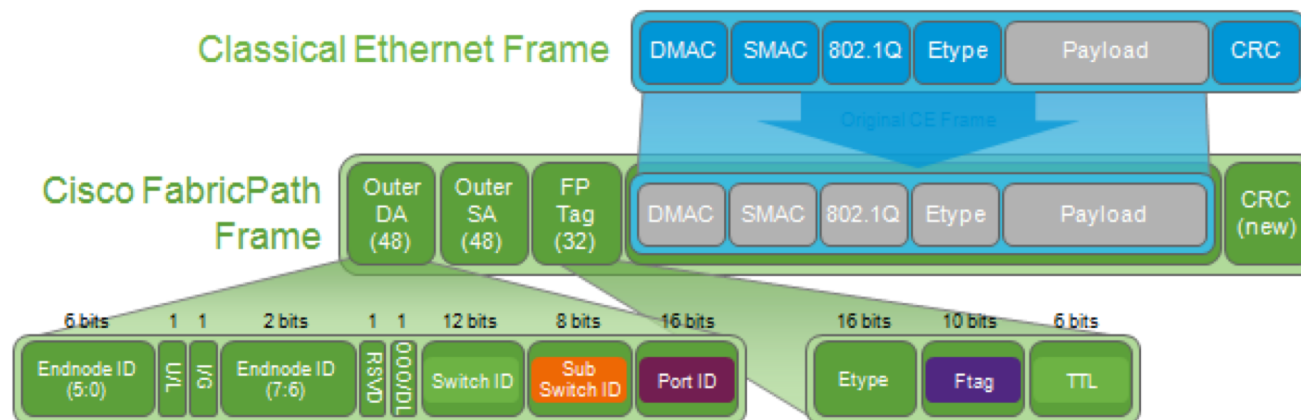 Classical Ethernet Frame
DMAC SMAC 802.1Q Etype Payload CRC
Original CE Frame
Cisco FabricPath
Frame
Outer
DA
(48)
Outer
SA
(48)
FP
Tag
(32)
DMAC SMAC 802.1Q Etype Payload
CRC
(new)
6 bits 1 1 2 bits 1 1 12 bits 8 bits 16 bits
Endnode ID
(5:0)
U/L
I/G
Endnode ID
(7:6)
RSVD
OOO/DL
Switch ID
Sub
Switch ID
Port ID
16 bits 10 bits 6 bits
Etype Ftag TTL